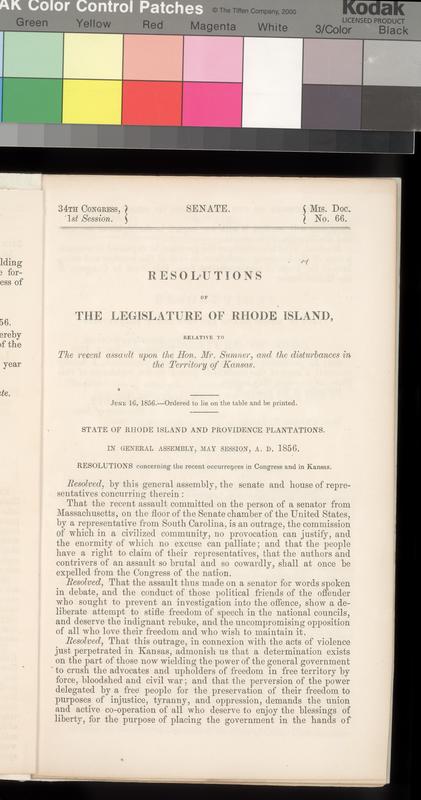 AK Color Control Patches © The Tiffen Company, 2000 Kodak
LICENSED PRODUCT
Green Yellow Red Magenta White 3/Color Black
34TH CONGRESS, } SENATE. { MIS. DOC.
1st Session. } { No. 66.
RESOLUTIONS
OF
THE LEGISLATURE OF RHODE ISLAND,
RELATIVE TO
The recent assault upon the Hon. Mr. Sumner, and the disturbances in
the Territory of Kansas.
JUNE 16, 1856.—Ordered to lie on the table and be printed.
STATE OF RHODE ISLAND AND PROVIDENCE PLANTATIONS.
IN GENERAL ASSEMBLY, MAY SESSION, A. D. 1856.
RESOLUTIONS concerning the recent occurrences in Congress and in Kansas.
Resolved, by this general assembly, the senate and house of repre-
sentatives concurring therein:
That the recent assault committed on the person of a senator from
Massachusetts, on the floor of the Senate chamber of the United States,
by a representative from South Carolina, is an outrage, the commission
of which in a civilized community, no provocation can justify, and
the enormity of which no excuse can palliate; and that the people
have a right to claim of their representatives, that the authors and
contrivers of an assault so brutal and so cowardly, shall at once be
expelled from the Congress of the nation.
Resolved, That the assault thus made on a senator for words spoken
in debate, and the conduct of those political friends of the offender
who sought to prevent an investigation into the offence, show a de-
liberate attempt to stifle freedom of speech in the national councils,
and deserve the indignant rebuke, and the uncompromising opposition
of all who love their freedom and who wish to maintain it.
Resolved, That this outrage, in connexion with the acts of violence
just perpetrated in Kansas, admonish us that a determination exists
on the part of those now wielding the power of the general government
to crush the advocates and upholders of freedom in free territory by
force, bloodshed and civil war; and that the perversion of the power
delegated by a free people for the preservation of their freedom to
purposes of injustice, tyranny, and oppression, demands the union
and active co-operation of all who deserve to enjoy the blessings of
liberty, for the purpose of placing the government in the hands of
lding
e for-
ess of
56.
ereby
of the
year
te.